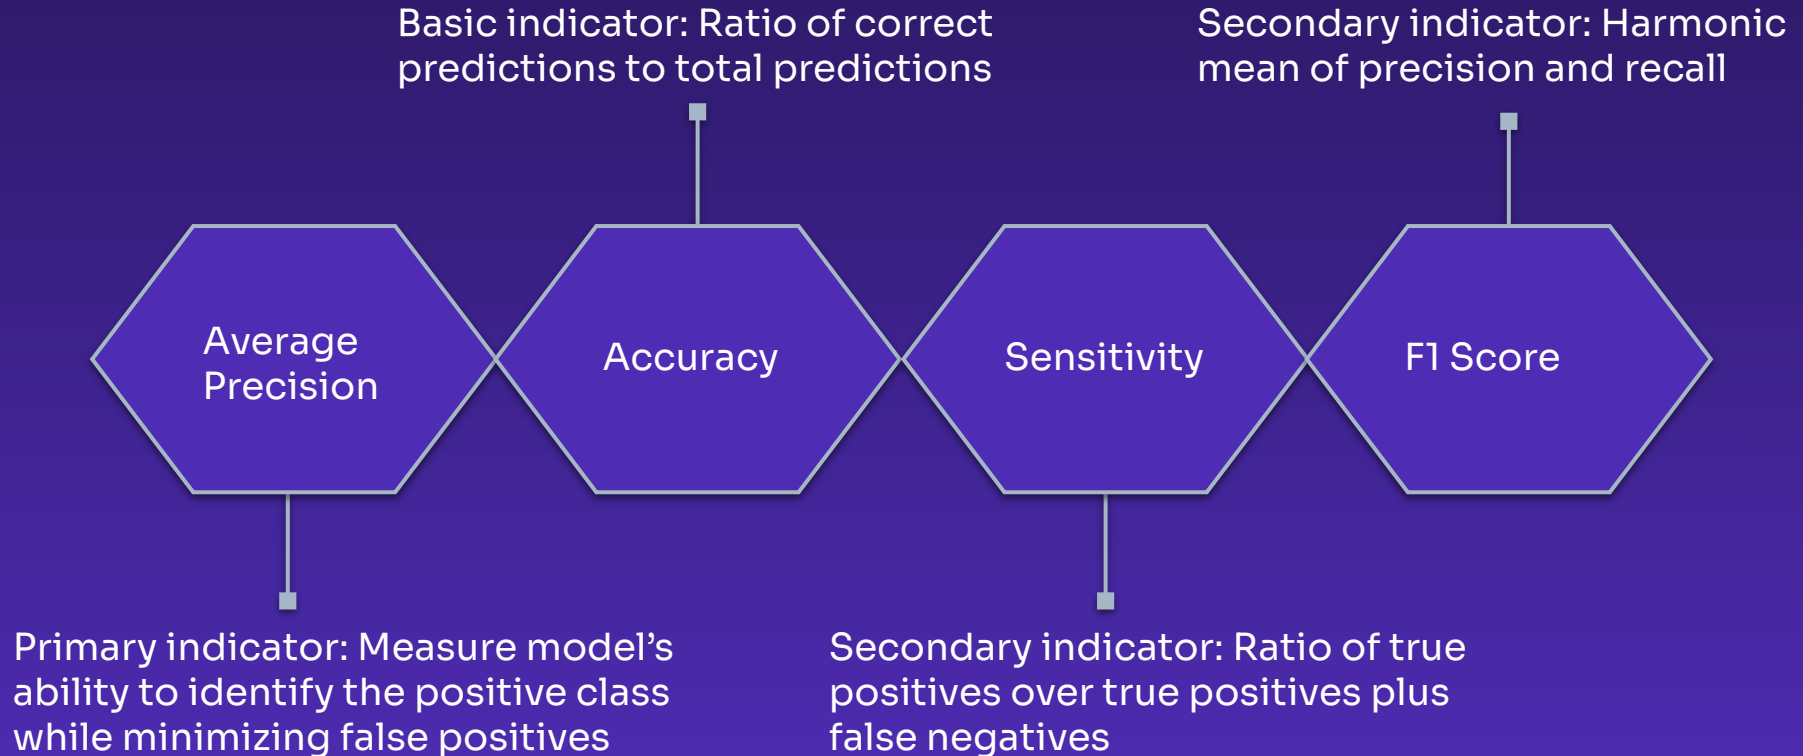 Basic indicator: Ratio of correct
predictions to total predictions
Secondary indicator: Harmonic
mean of precision and recall
Average
Precision
Accuracy
Sensitivity
F1 Score
Primary indicator: Measure model’s
ability to identify the positive class
while minimizing false positives
Secondary indicator: Ratio of true
positives over true positives plus
false negatives